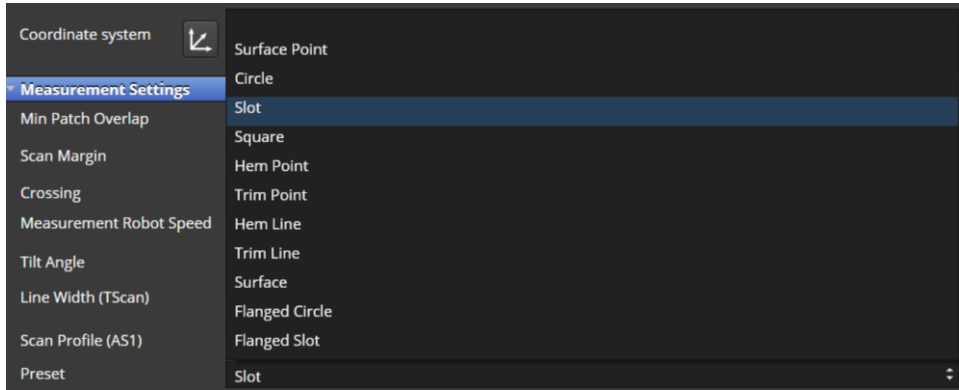 Coordinate system
Measurement Settings
Min Patch Overlap
Scan Margin
Crossing
Measurement Robot Speed
Tilt Angle
Line Width (TScan)
Scan Profile (AS1)
Preset
Surface Point
Circle
Slot
Square
Hem Point
Trim Point
Hem Line
Trim Line
Surface
Flanged Circle
Flanged Slot
Slot